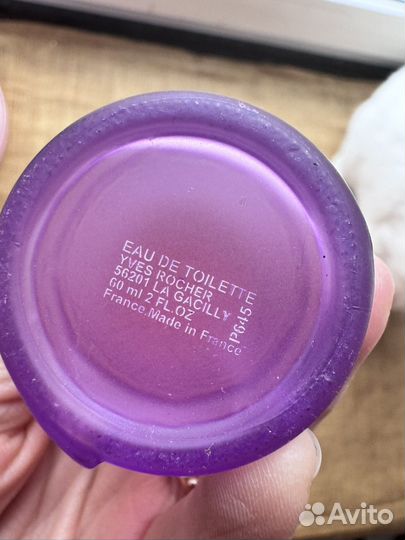 EAU DE TOILETTE
YVES ROCHER
56201 LA GACILLY
60 ml 2 FL.OZ
France.Made in France
P645
Avito